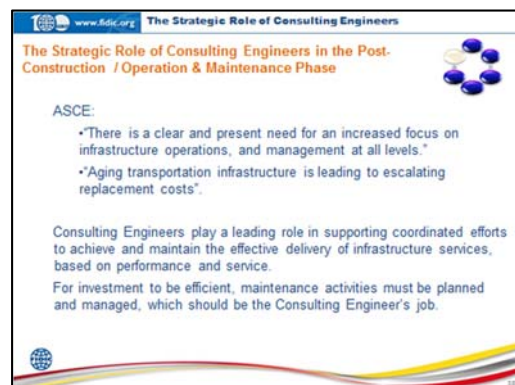 www.fidic.org
The Strategic Role of Consulting Engineers
The Strategic Role of Consulting Engineers in the Post-
Construction / Operation & Maintenance Phase
ASCE:
•"There is a clear and present need for an increased focus on
infrastructure operations, and management at all levels."
•"Aging transportation infrastructure is leading to escalating
replacement costs".
Consulting Engineers play a leading role in supporting coordinated efforts
to achieve and maintain the effective delivery of infrastructure services,
based on performance and service.
For investment to be efficient, maintenance activities must be planned
and managed, which should be the Consulting Engineer's job.